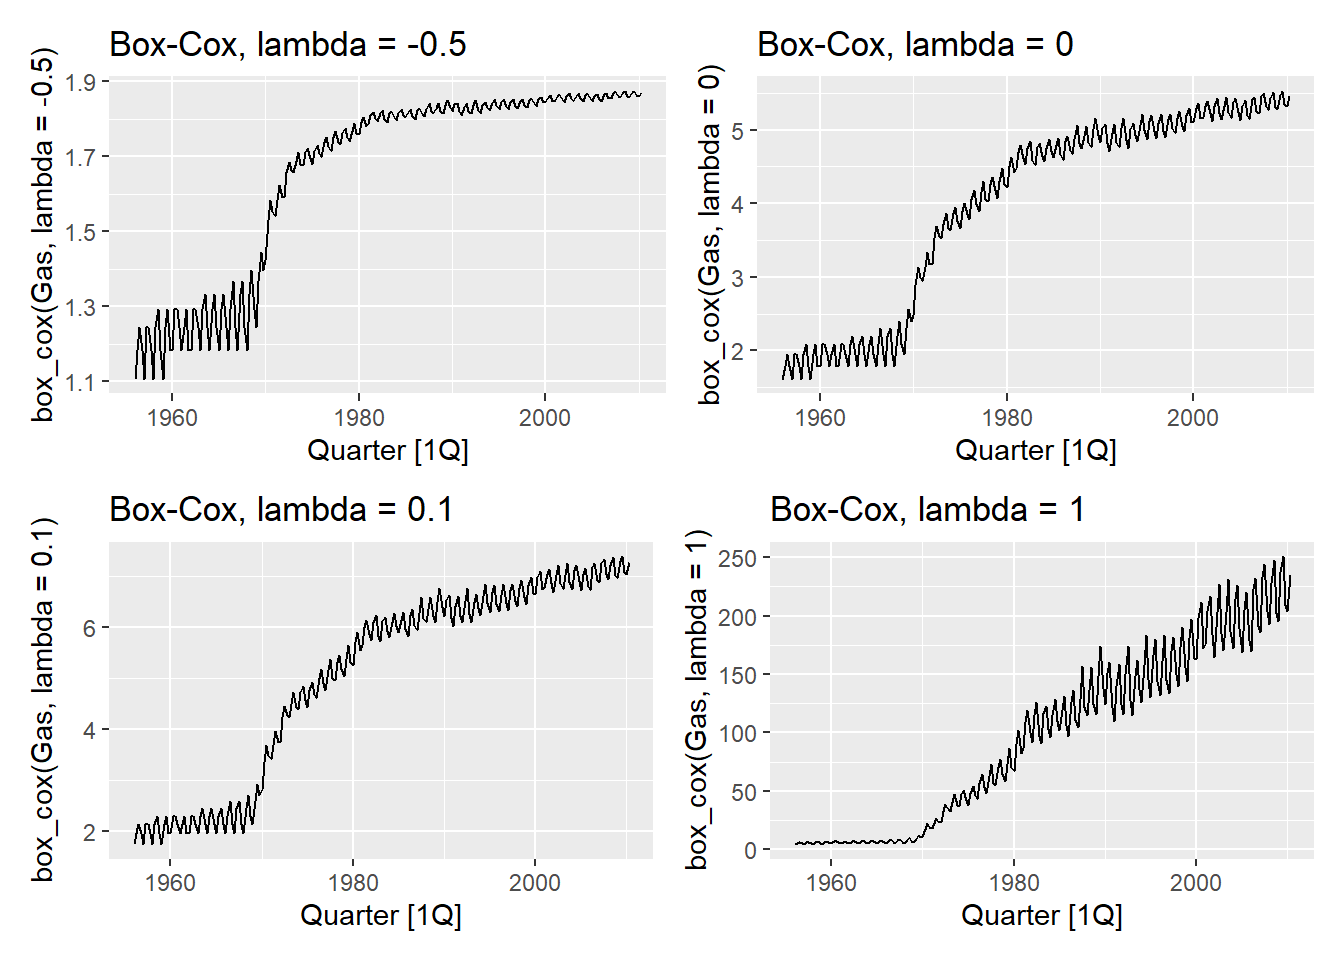 Box-Cox, lambda = -0.5
box_cox(Gas, lambda = -0.5)
1.9
1.7
1.5
1.3
1.1
1960 1980 2000
Quarter [1Q]
Box-Cox, lambda = 0
box_cox(Gas, lambda = 0)
5
4
3
2
1960 1980 2000
Quarter [1Q]
Box-Cox, lambda = 0.1
box_cox(Gas, lambda = 0.1)
6
4
2
1960 1980 2000
Quarter [1Q]
Box-Cox, lambda = 1
box_cox(Gas, lambda = 1)
250
200
150
100
50
0
1960 1980 2000
Quarter [1Q]